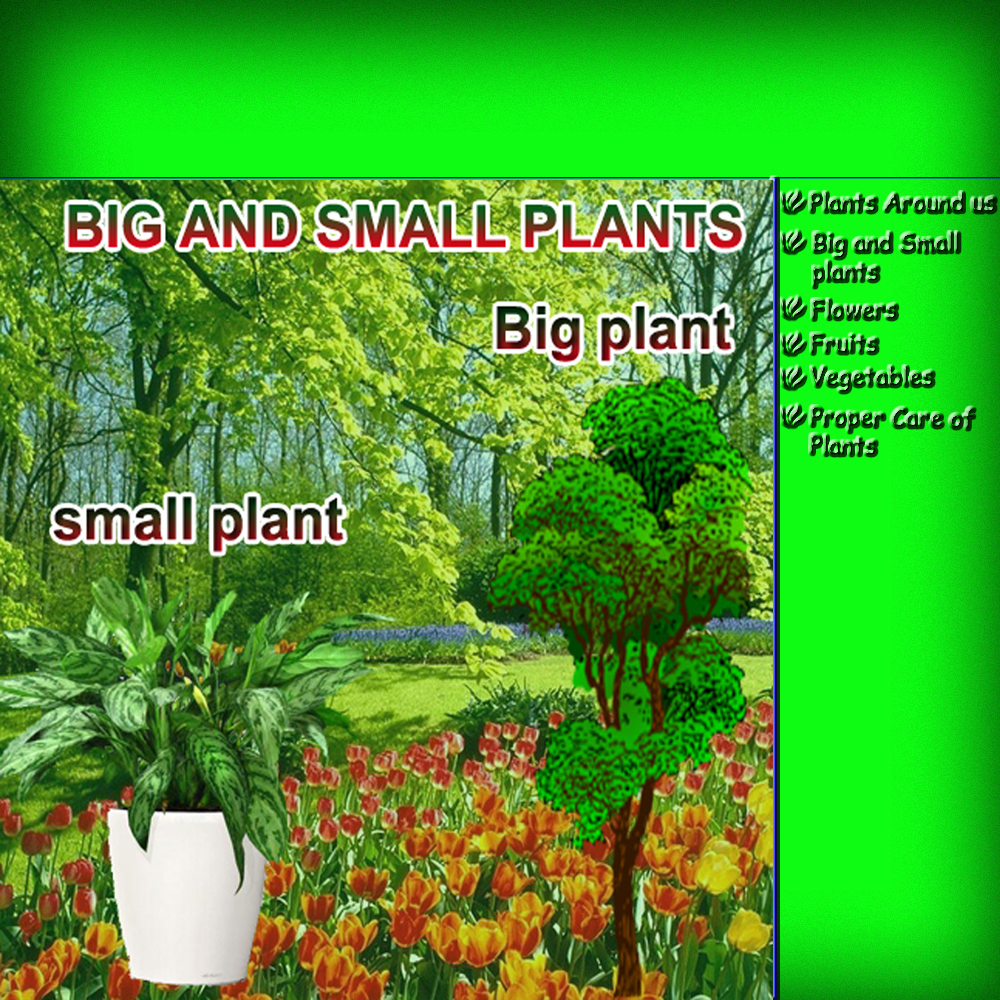 BIG AND SMALL PLANTS
Big plant
small plant
Plants Around us
Big and Small
plants
Flowers
Fruits
Vegetables
Proper Care of
Plants